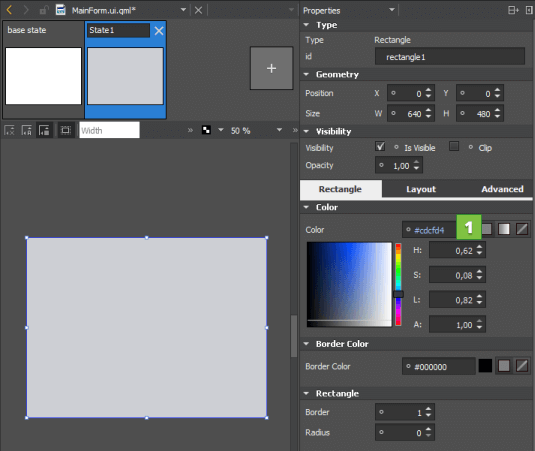 MainForm.ui.qml*
Properties
base state
State1
Type
Type Rectangle
id rectangle1
Geometry
Position X 0 Y 0
Size W 640 H 480
Width
50 %
Visibility
Visibility Is Visible Clip
Opacity 1,00
Rectangle Layout Advanced
Color
Color #cdcfd4 1
H: 0,62
S: 0,08
L: 0,82
A: 1,00
Border Color
Border Color #000000
Rectangle
Border 1
Radius 0